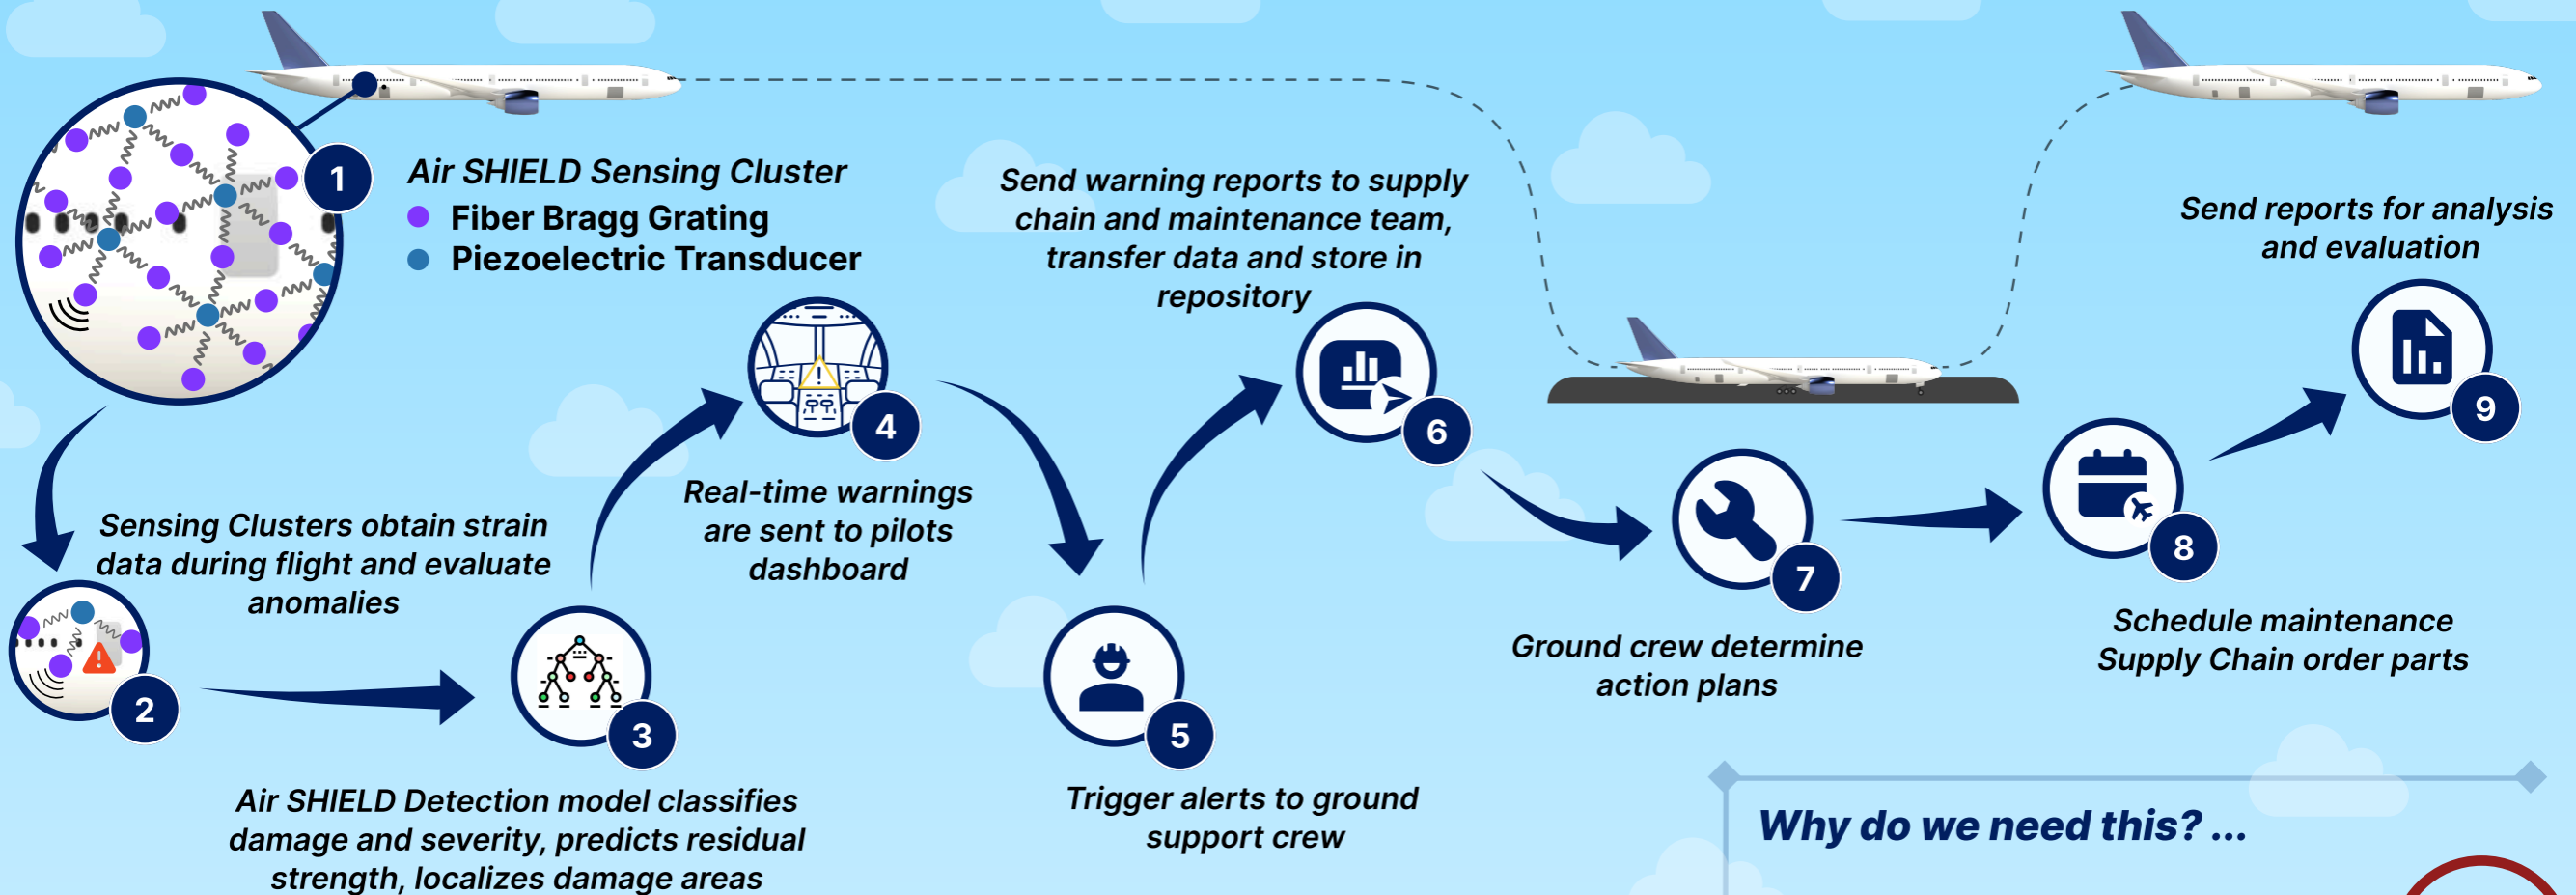 1
Air SHIELD Sensing Cluster
Fiber Bragg Grating
Piezoelectric Transducer
Sensing Clusters obtain strain
data during flight and evaluate
anomalies
2
3
Air SHIELD Detection model classifies
damage and severity, predicts residual
strength, localizes damage areas
4
Real-time warnings
are sent to pilots
dashboard
5
Trigger alerts to ground
support crew
Send warning reports to supply
chain and maintenance team,
transfer data and store in
repository
6
7
Ground crew determine
action plans
8
Schedule maintenance
Supply Chain order parts
Send reports for analysis
and evaluation
9
Why do we need this? ...